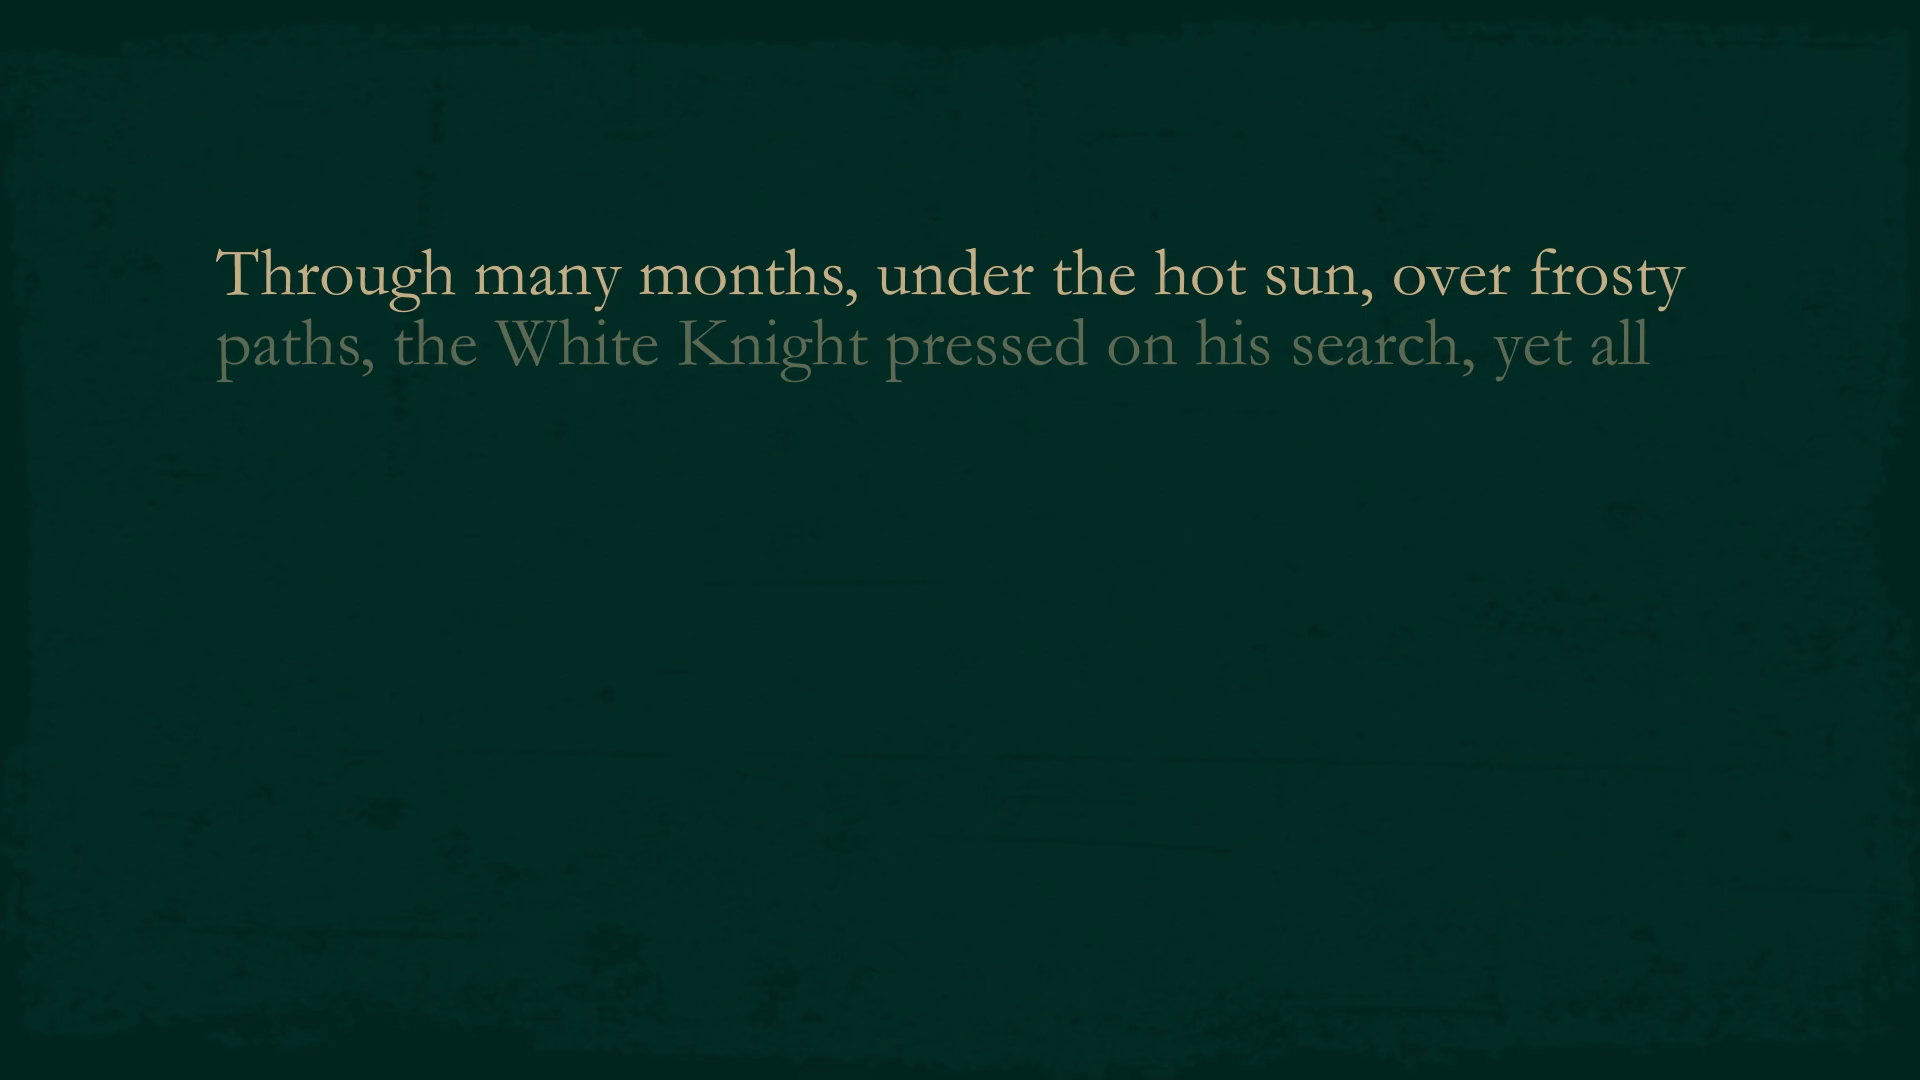 Through many months, under the hot sun, over frosty
paths, the White Knight pressed on his search, yet all